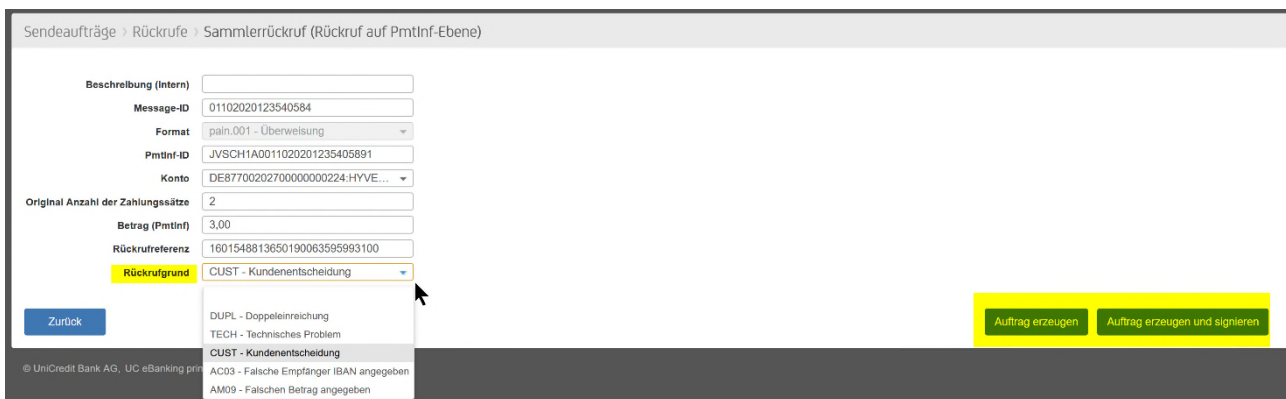 Sendeaufträge > Rückrufe > Sammlerrückruf (Rückruf auf PmtInf-Ebene)
Beschreibung (Intern)
Message-ID 01102020123540584
Format pain.001 - Überweisung
PmtInf-ID JVSCH1A0011020201235405891
Konto DE87700202700000000224:HYVE...
Original Anzahl der Zahlungssätze 2
Betrag (PmtInf) 3,00
Rückrufreferenz 1601548813650190063595993100
Rückrufgrund CUST - Kundenentscheidung
DUPL - Doppeleinreichung
TECH - Technisches Problem
CUST - Kundenentscheidung
AC03 - Falsche Empfänger IBAN angegeben
AM09 - Falschen Betrag angegeben
Zurück
Auftrag erzeugen Auftrag erzeugen und signieren
© UniCredit Bank AG, UC eBanking prin